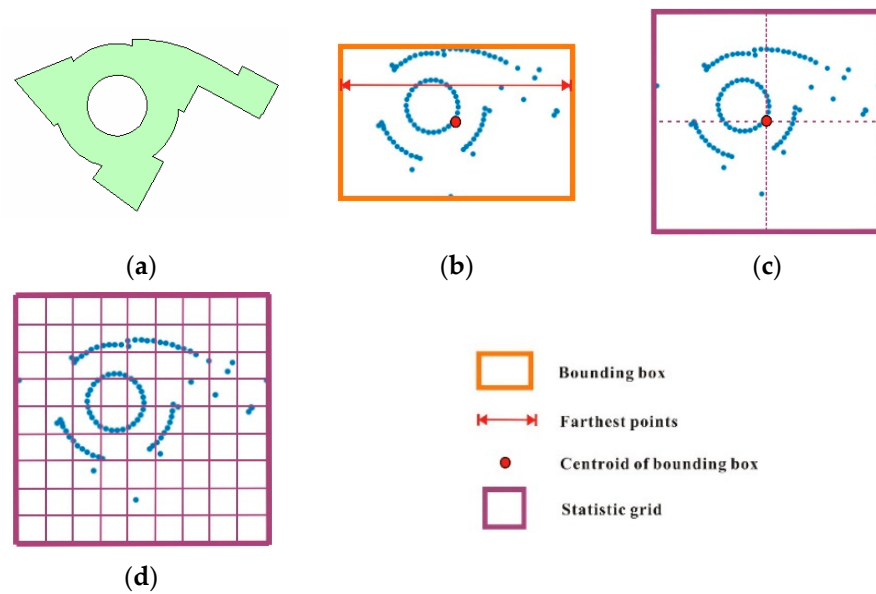 (a)
(b)
(c)
(d)
Bounding box
Farthest points
Centroid of bounding box
Statistic grid